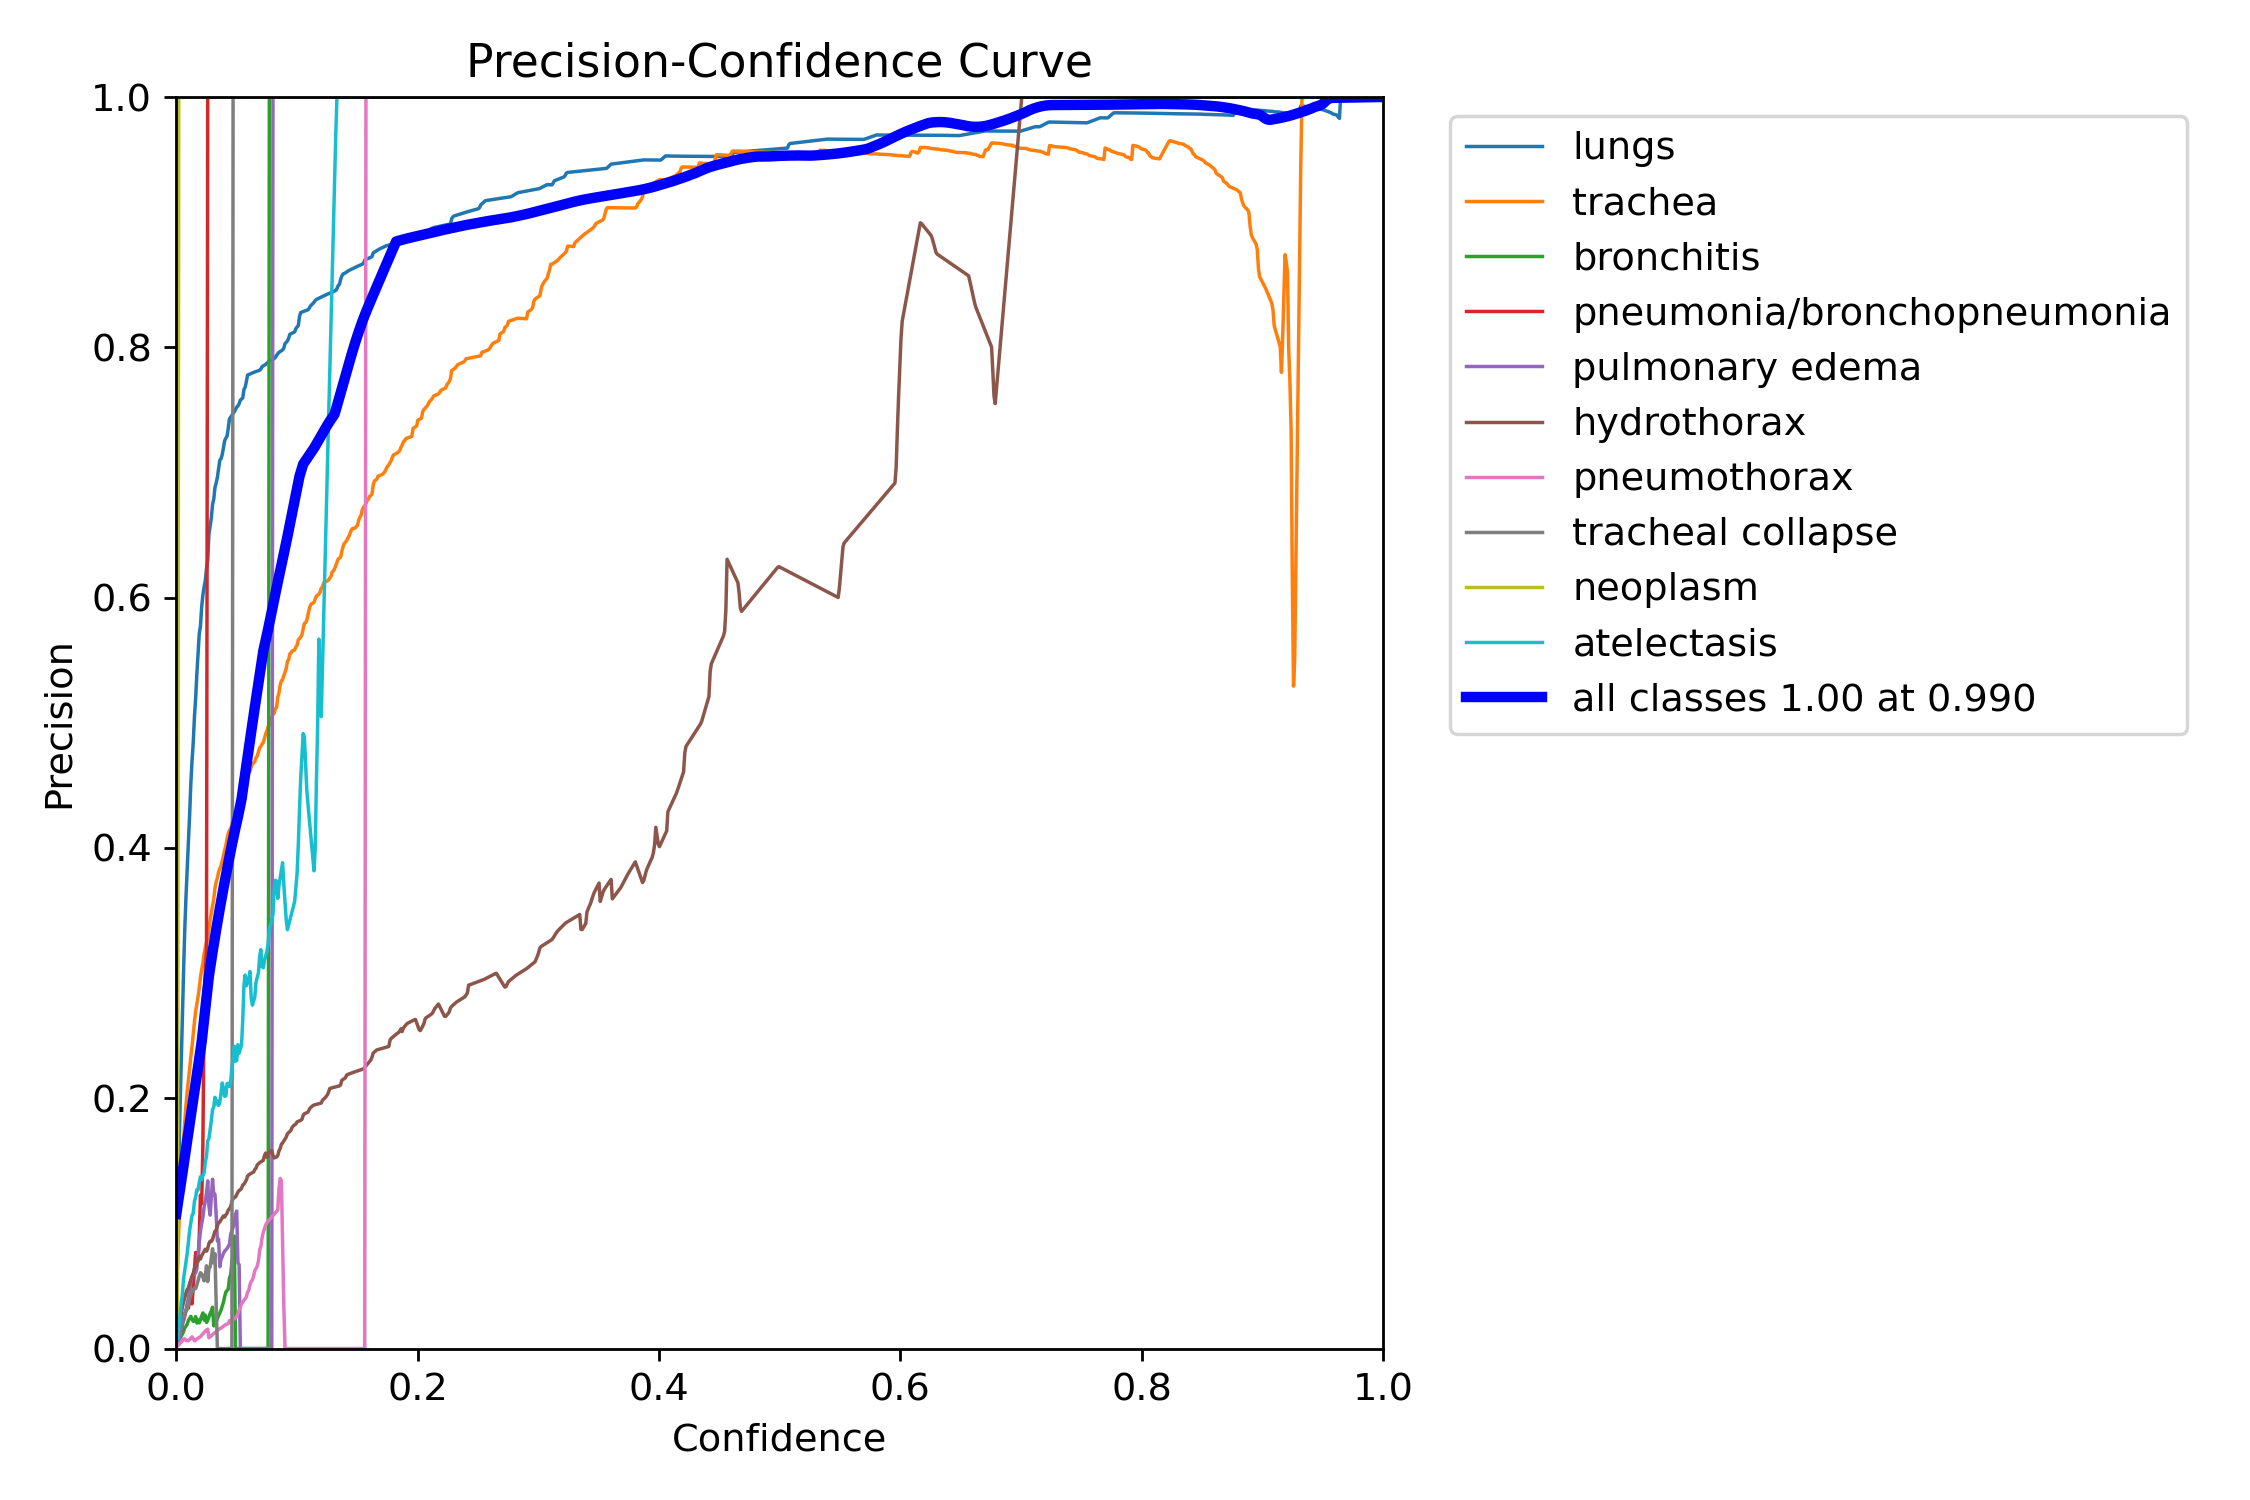 Precision-Confidence Curve
1.0
0.8
0.6
0.4
0.2
0.0
Precision
0.0 0.2 0.4 0.6 0.8 1.0
Confidence
lungs
trachea
bronchitis
pneumonia/bronchopneumonia
pulmonary edema
hydrothorax
pneumothorax
tracheal collapse
neoplasm
atelectasis
all classes 1.00 at 0.990